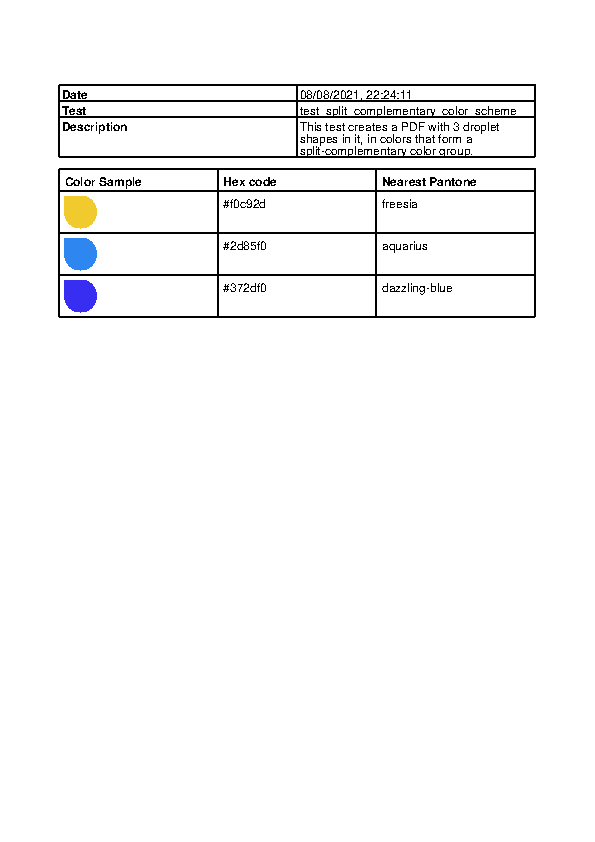 Date 08/08/2021, 22:24:11
Test test_split_complementary_color_scheme
Description This test creates a PDF with 3 droplet
shapes in it, in colors that form a
split-complementary color group.
Color Sample Hex code Nearest Pantone
#f0c92d freesia
#2d85f0 aquarius
#372df0 dazzling-blue